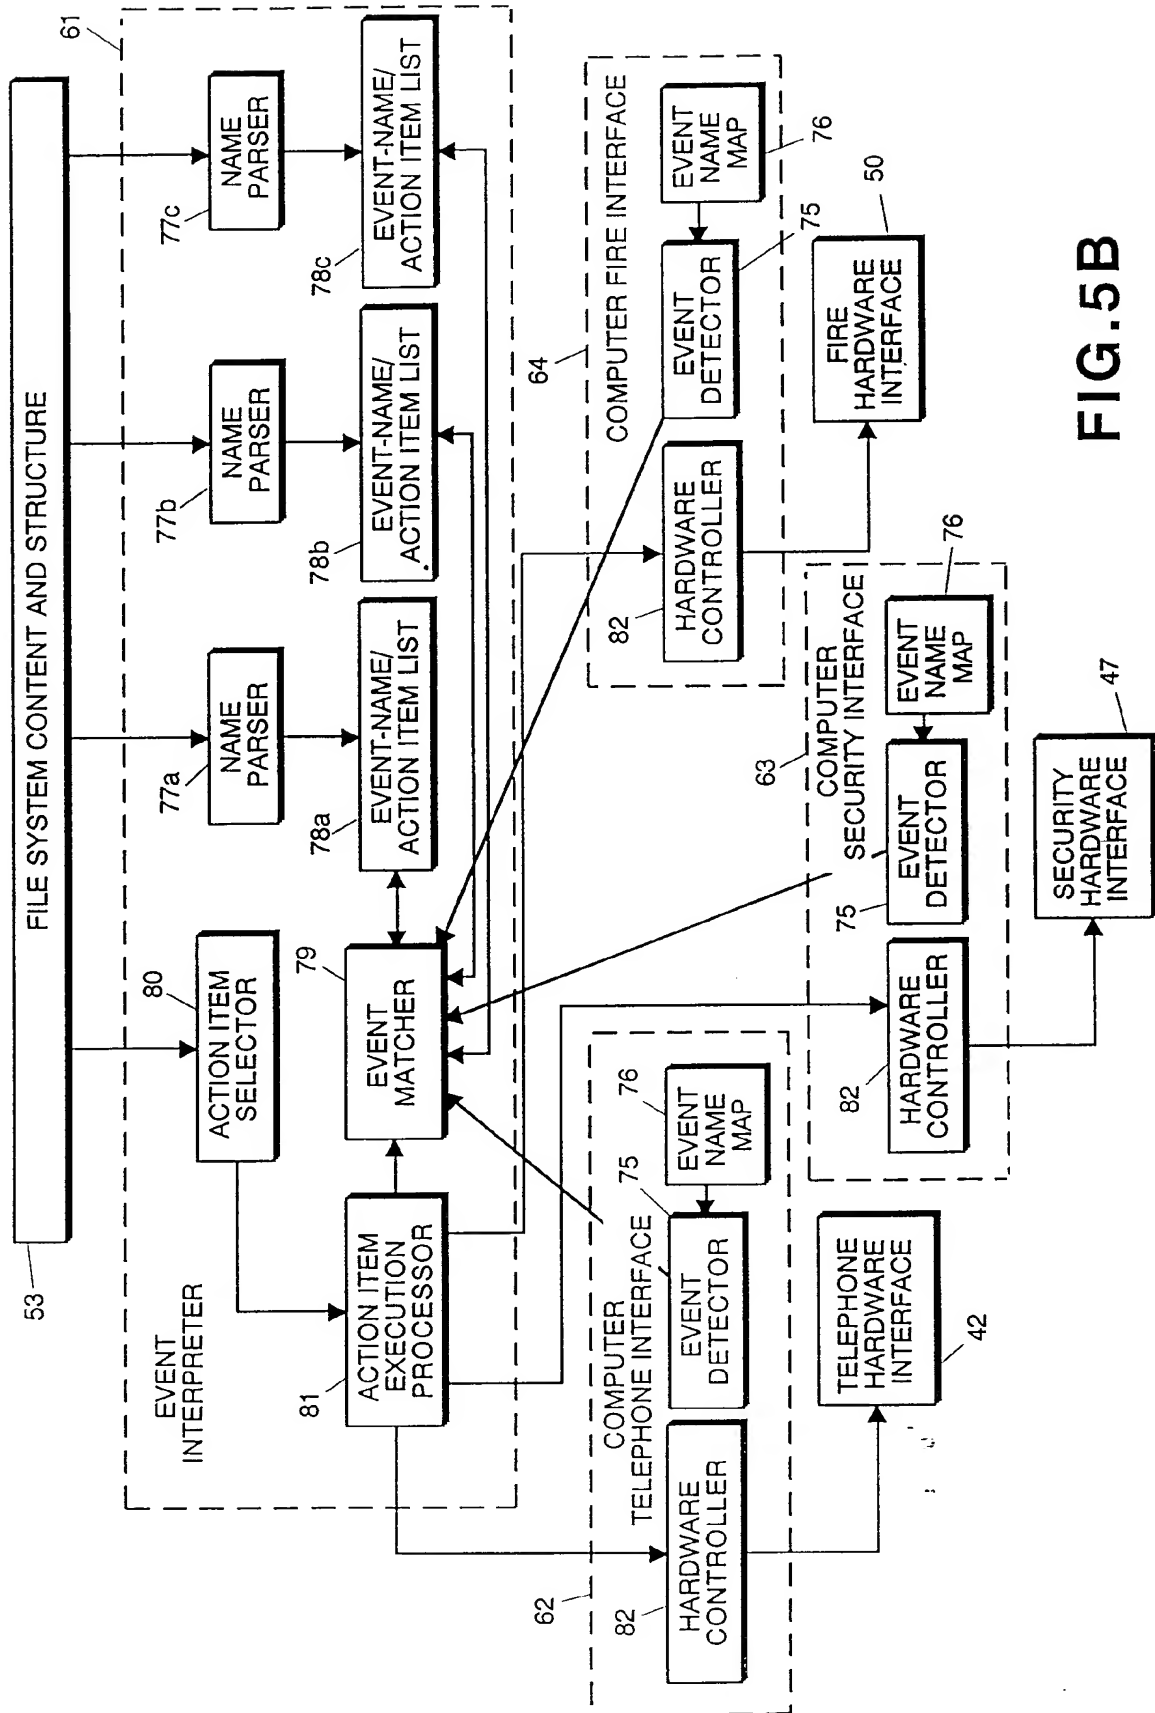 FILE SYSTEM CONTENT AND STRUCTURE
53
61
EVENT
INTERPRETER
80
ACTION ITEM
SELECTOR
77a
NAME
PARSER
77b
NAME
PARSER
77c
NAME
PARSER
81
ACTION ITEM
EXECUTION
PROCESSOR
79
EVENT
MATCHER
78a
EVENT-NAME/
ACTION ITEM LIST
78b
EVENT-NAME/
ACTION ITEM LIST
78c
EVENT-NAME/
ACTION ITEM LIST
62
COMPUTER
TELEPHONE INTERFACE
82
HARDWARE
CONTROLLER
75
EVENT
DETECTOR
76
EVENT
NAME
MAP
TELEPHONE
HARDWARE
INTERFACE
42
63
COMPUTER
SECURITY INTERFACE
82
HARDWARE
CONTROLLER
75
EVENT
DETECTOR
76
EVENT
NAME
MAP
SECURITY
HARDWARE
INTERFACE
47
64
COMPUTER FIRE INTERFACE
82
HARDWARE
CONTROLLER
EVENT
DETECTOR
75
EVENT
NAME
MAP
76
FIRE
HARDWARE
INTERFACE
50
FIG.5B